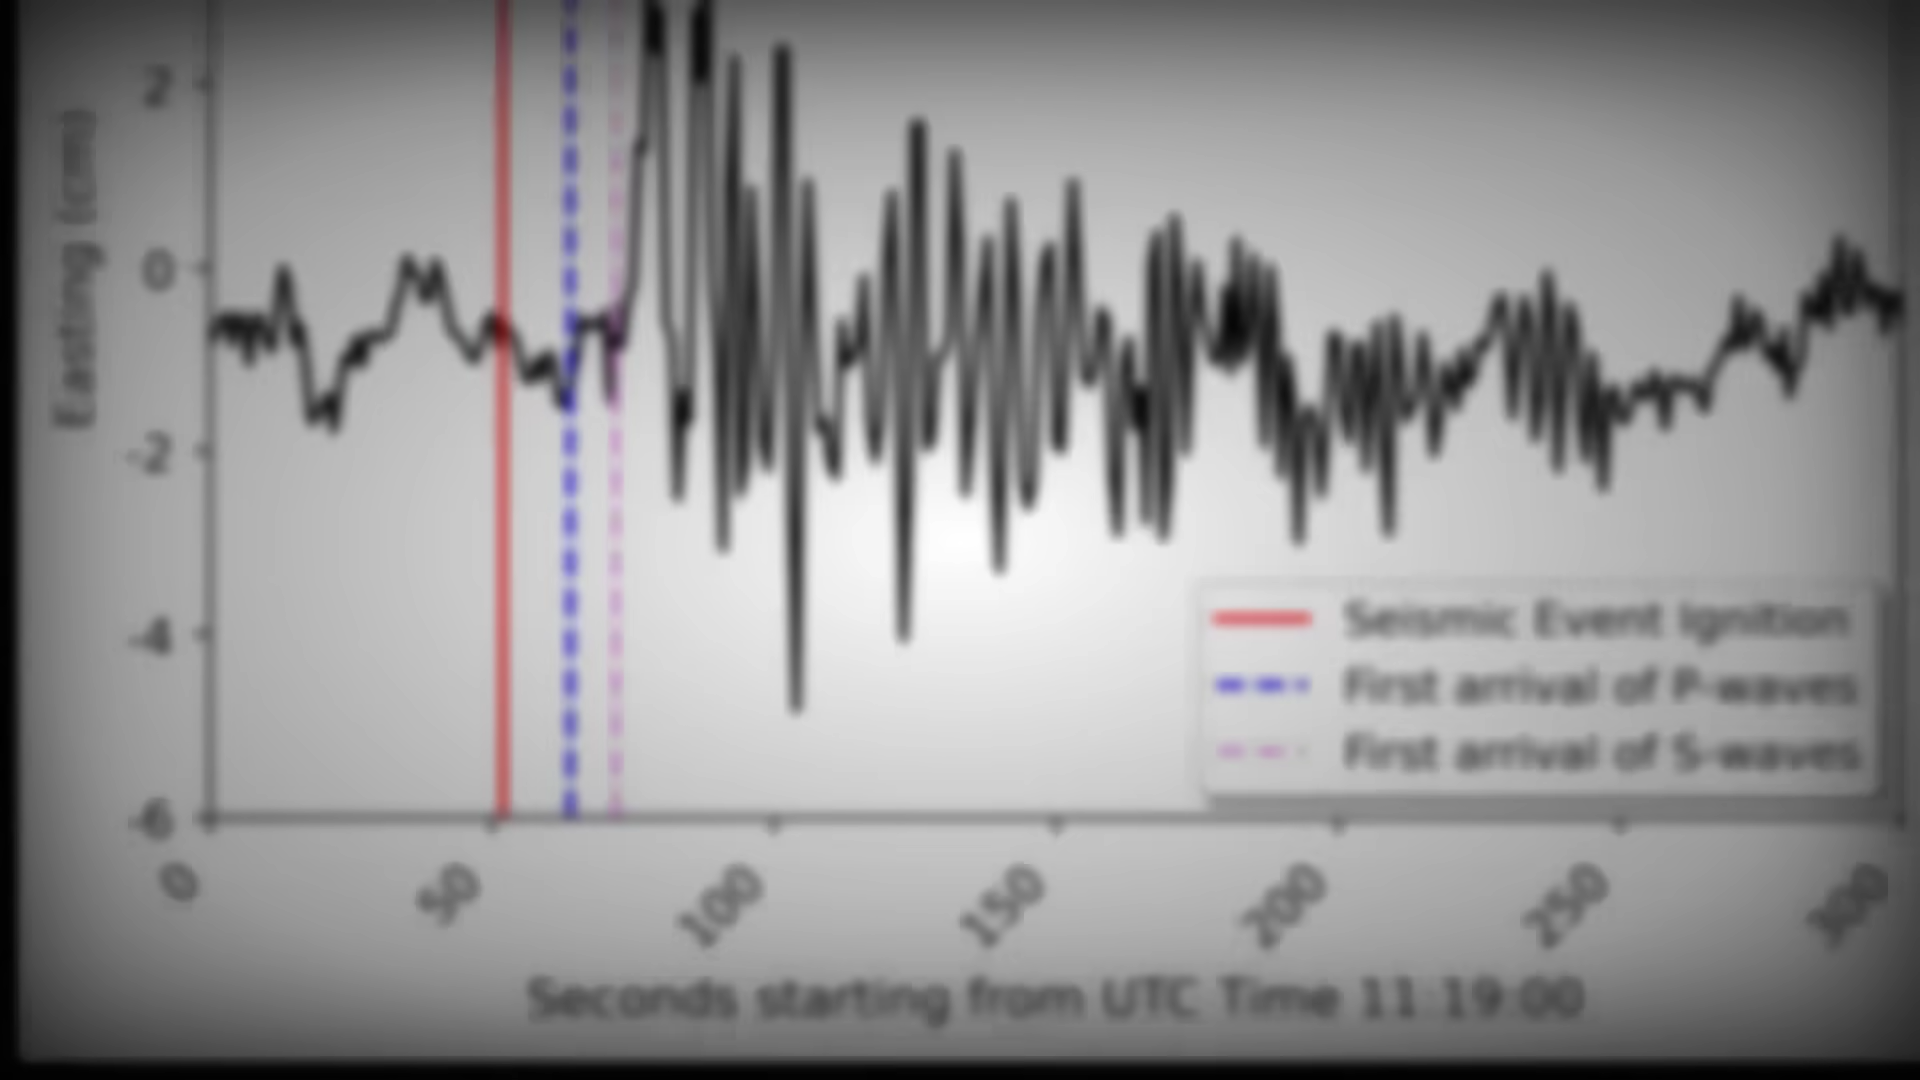 Easting (cm)
2
0
-2
-4
-6
0
50
100
150
200
250
300
Seconds starting from UTC Time 11:19:00
Seismic Event Ignition
First arrival of P-waves
First arrival of S-waves